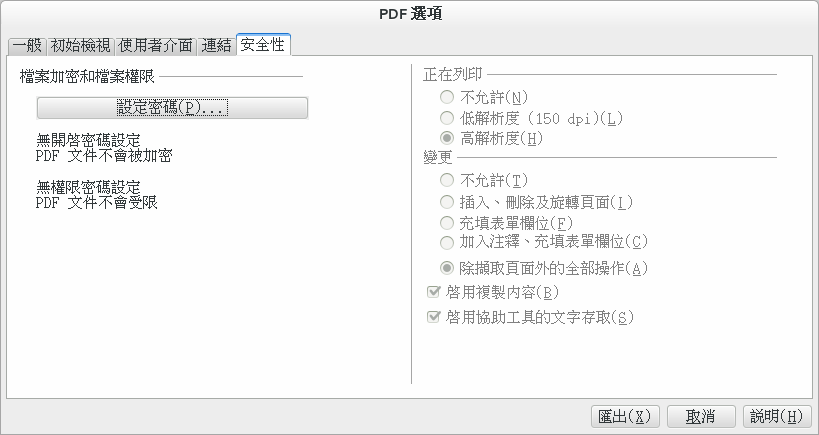 PDF 選項
一般 初始檢視 使用者介面 連結 安全性
檔案加密和檔案權限
設定密碼(P)...
無開啓密碼設定
PDF 文件不會被加密
無權限密碼設定
PDF 文件不會受限
正在列印
不允許(N)
低解析度 (150 dpi)(L)
高解析度(H)
變更
不允許(T)
插入、刪除及旋轉頁面(I)
充填表單欄位(F)
加入注釋、充填表單欄位(C)
除擷取頁面外的全部操作(A)
啓用複製内容(B)
啓用協助工具的文字存取(S)
匯出(X) 取消 説明(H)